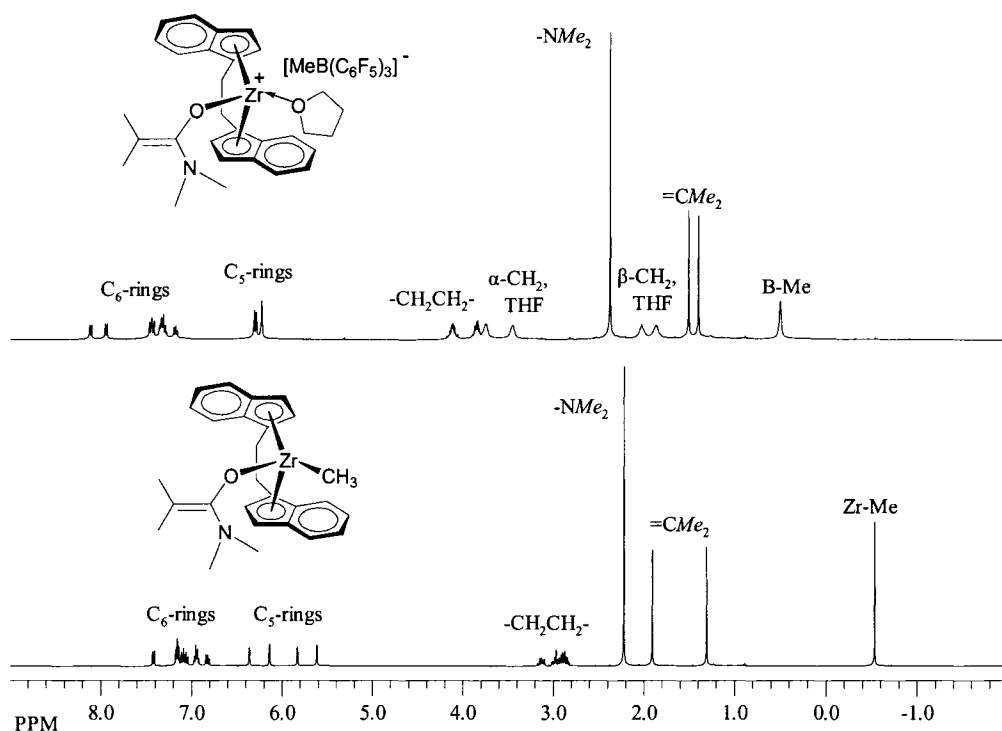 -NMe₂
[MeB(C₆F₅)₃]⁻
+
Zr
O
O
N
=CMe₂
C₆-rings
C₅-rings
-CH₂CH₂-
α-CH₂,
THF
β-CH₂,
THF
B-Me
-NMe₂
Zr
CH₃
O
N
=CMe₂
Zr-Me
C₆-rings
C₅-rings
-CH₂CH₂-
PPM 8.0 7.0 6.0 5.0 4.0 3.0 2.0 1.0 0.0 -1.0